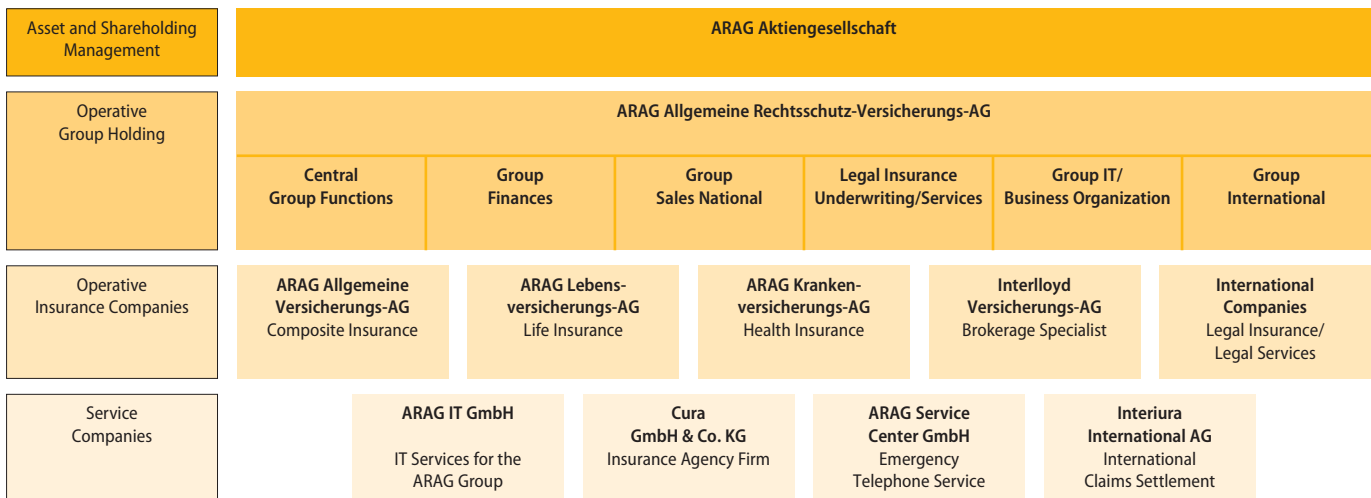 Asset and Shareholding
Management
ARAG Aktiengesellschaft
Operative
Group Holding
ARAG Allgemeine Rechtsschutz-Versicherungs-AG
Central
Group Functions
Group
Finances
Group
Sales National
Legal Insurance
Underwriting/Services
Group IT/
Business Organization
Group
International
Operative
Insurance Companies
ARAG Allgemeine
Versicherungs-AG
Composite Insurance
ARAG Lebens-
versicherungs-AG
Life Insurance
ARAG Kranken-
versicherungs-AG
Health Insurance
Interlloyd
Versicherungs-AG
Brokerage Specialist
International
Companies
Legal Insurance/
Legal Services
Service
Companies
ARAG IT GmbH
IT Services for the
ARAG Group
Cura
GmbH & Co. KG
Insurance Agency Firm
ARAG Service
Center GmbH
Emergency
Telephone Service
Interiura
International AG
International
Claims Settlement